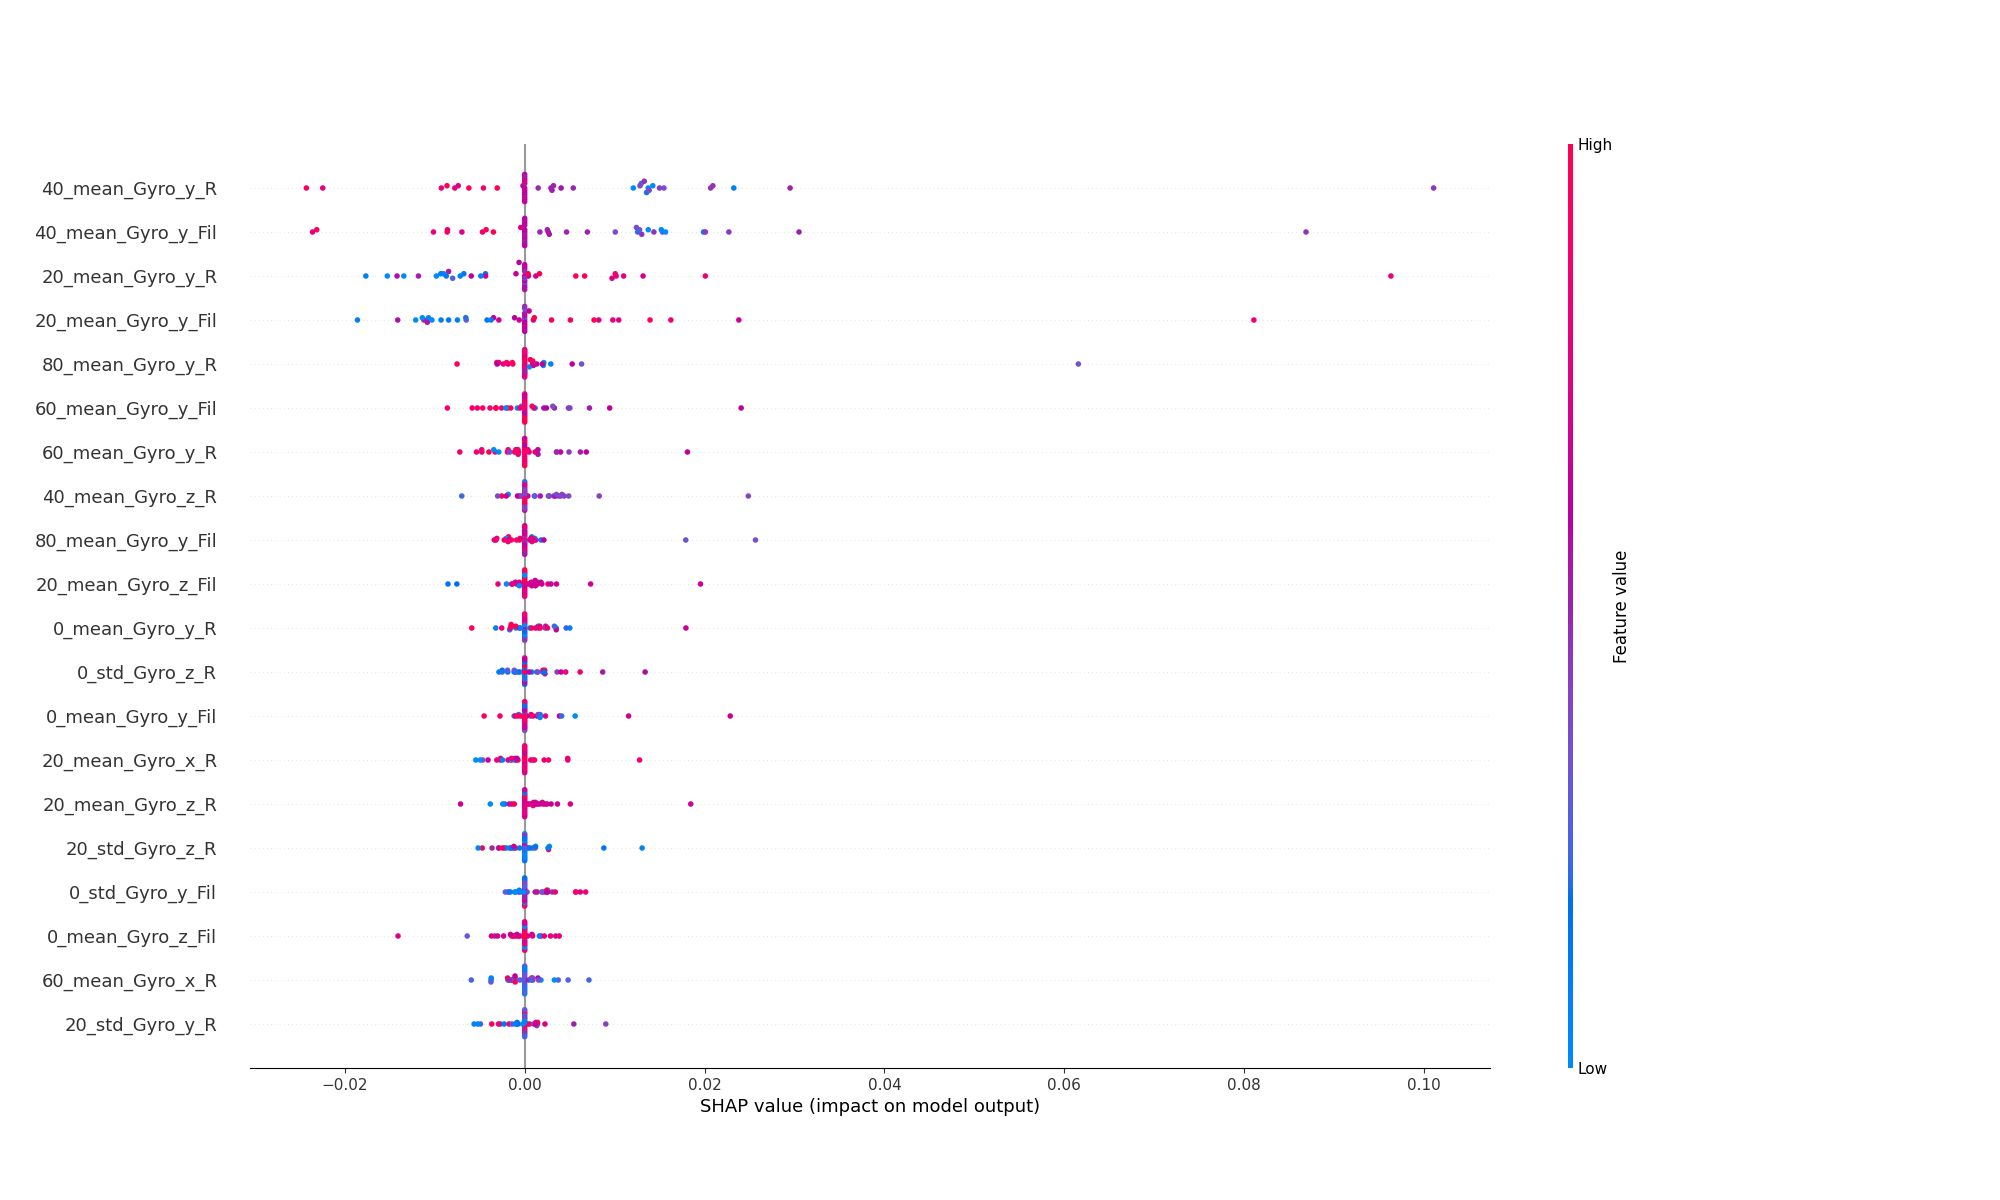 High
40_mean_Gyro_y_R
40_mean_Gyro_y_Fil
20_mean_Gyro_y_R
20_mean_Gyro_y_Fil
80_mean_Gyro_y_R
60_mean_Gyro_y_Fil
60_mean_Gyro_y_R
40_mean_Gyro_z_R
80_mean_Gyro_y_Fil
20_mean_Gyro_z_Fil
0_mean_Gyro_y_R
0_std_Gyro_z_R
0_mean_Gyro_y_Fil
20_mean_Gyro_x_R
20_mean_Gyro_z_R
20_std_Gyro_z_R
0_std_Gyro_y_Fil
0_mean_Gyro_z_Fil
60_mean_Gyro_x_R
20_std_Gyro_y_R
Feature value
Low
−0.02 0.00 0.02 0.04 0.06 0.08 0.10
SHAP value (impact on model output)